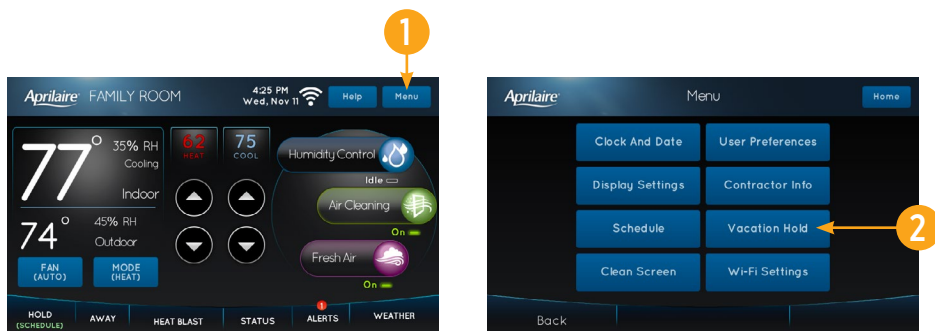 1
Aprilaire FAMILY ROOM
4:25 PM
Wed, Nov 11
Help
Menu
77°
35% RH
Cooling
Indoor
62
HEAT
75
COOL
Humidity Control
Idle
Air Cleaning
On
Fresh Air
On
74°
45% RH
Outdoor
FAN
(AUTO)
MODE
(HEAT)
HOLD
(SCHEDULE)
AWAY
HEAT BLAST
STATUS
1
ALERTS
WEATHER
Aprilaire
Menu
Home
Clock And Date
User Preferences
Display Settings
Contractor Info
Schedule
Vacation Hold
2
Clean Screen
Wi-Fi Settings
Back